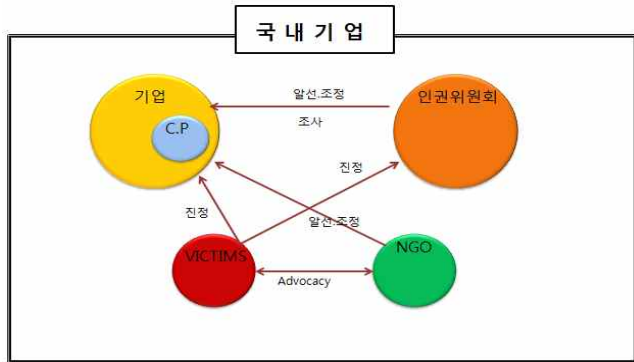 국 내 기 업
기업
C.P
알선.조정
조사
인권위원회
진정
진정
알선.조정
VICTIMS
NGO
Advocacy